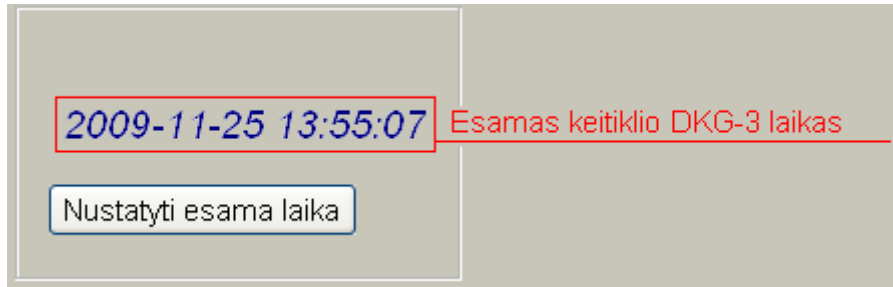 2009-11-25 13:55:07 Esamas keitiklio DKG-3 laikas
Nustatyti esama laika